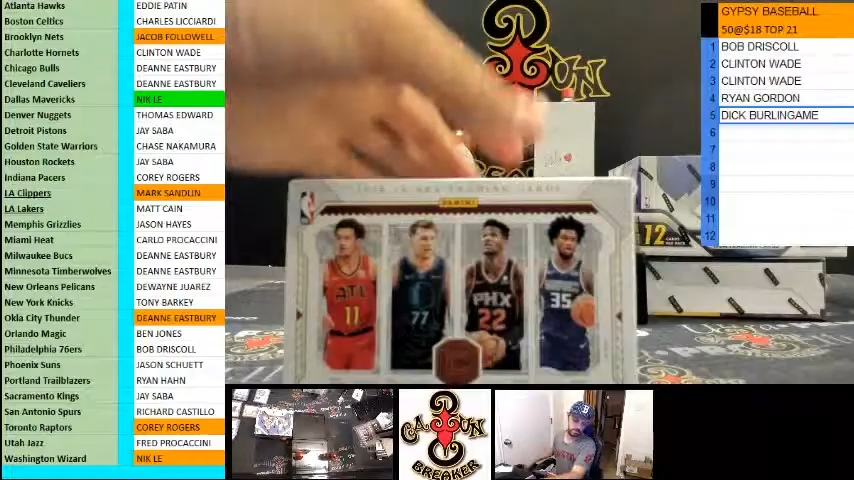 Atlanta Hawks EDDIE PATIN
Boston Celtics CHARLES LICCIARDI
Brooklyn Nets JACOB FOLLOWELL
Charlotte Hornets CLINTON WADE
Chicago Bulls DEANNE EASTBURY
Cleveland Cavaliers DEANNE EASTBURY
Dallas Mavericks NIK LE
Denver Nuggets THOMAS EDWARD
Detroit Pistons JAY SABA
Golden State Warriors CHASE NAKAMURA
Houston Rockets JAY SABA
Indiana Pacers COREY ROGERS
LA Clippers MARK SANDLIN
LA Lakers MATT CAIN
Memphis Grizzlies JASON HAYES
Miami Heat CARLO PROCACCINI
Milwaukee Bucs DEANNE EASTBURY
Minnesota Timberwolves DEANNE EASTBURY
New Orleans Pelicans DEWAYNE JUAREZ
New York Knicks TONY BARKEY
Okla City Thunder DEANNE EASTBURY
Orlando Magic BEN JONES
Philadelphia 76ers BOB DRISCOLL
Phoenix Suns JASON SCHUETT
Portland Trailblazers RYAN HAHN
Sacramento Kings JAY SABA
San Antonio Spurs RICHARD CASTILLO
Toronto Raptors COREY ROGERS
Utah Jazz FRED PROCACCINI
Washington Wizard NIK LE
GYPSY BASEBALL
50@$18 TOP 21
1 BOB DRISCOLL
2 CLINTON WADE
3 CLINTON WADE
4 RYAN GORDON
5 DICK BURLINGAME
6
7
8
9
10
11
12
NBA TRADING CARDS
PANINI
ATL
11
77
PHX
22
35
12 CARDS
CAJUN
BREAKER